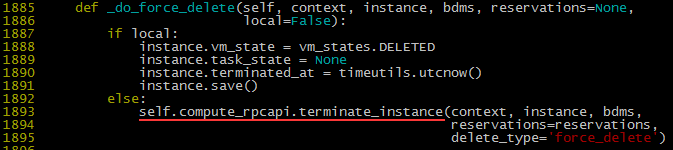 1885     def _do_force_delete(self, context, instance, bdms, reservations=None,
1886                          local=False):
1887         if local:
1888             instance.vm_state = vm_states.DELETED
1889             instance.task_state = None
1890             instance.terminated_at = timeutils.utcnow()
1891             instance.save()
1892         else:
1893             self.compute_rpcapi.terminate_instance(context, instance, bdms,
1894                                                    reservations=reservations,
1895                                                    delete_type='force_delete')